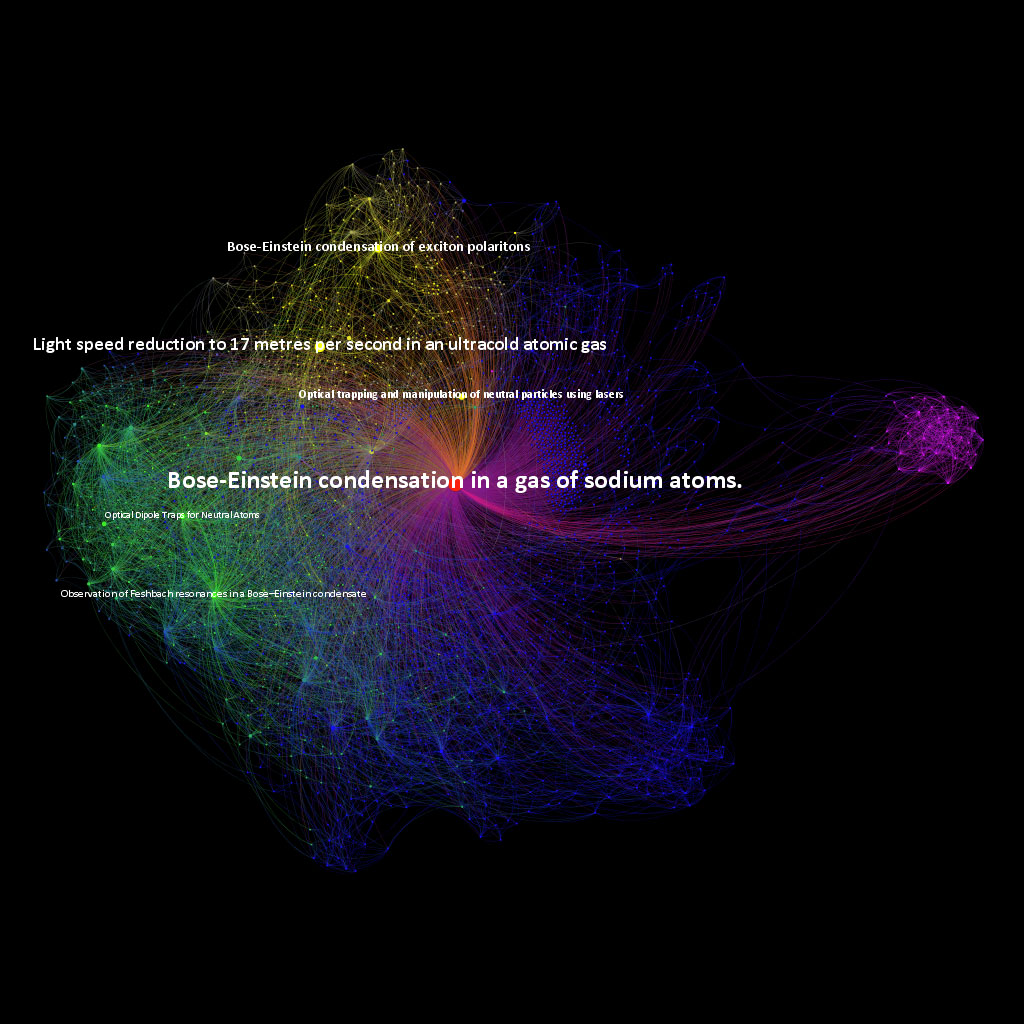 Bose-Einstein condensation of exciton polaritons
Light speed reduction to 17 metres per second in an ultracold atomic gas
Optical trapping and manipulation of neutral particles using lasers
Bose-Einstein condensation in a gas of sodium atoms.
Optical Dipole Traps for Neutral Atoms
Observation of Feshbach resonances in a Bose–Einstein condensate